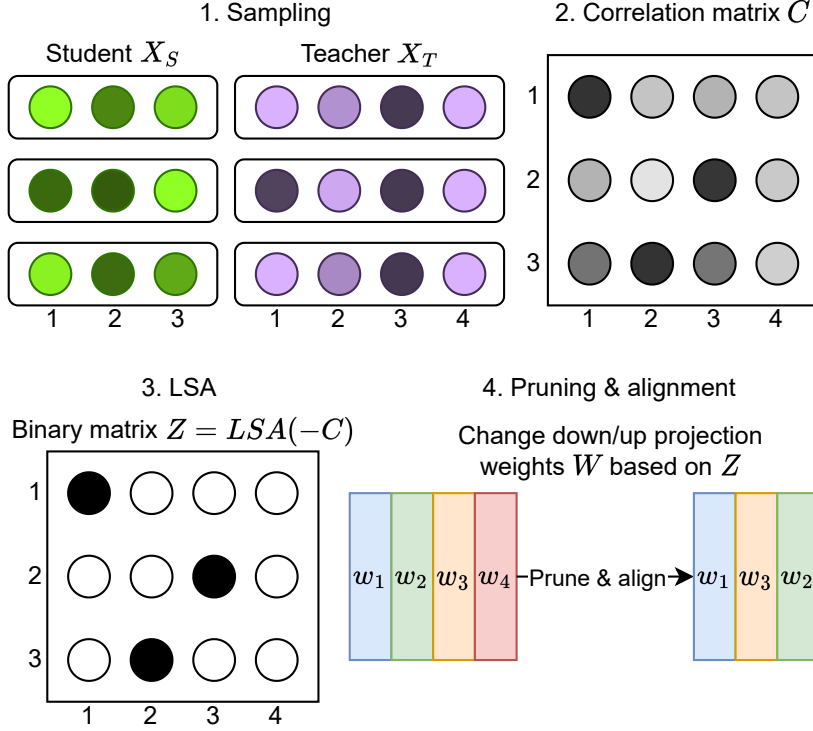 1. Sampling
Student $X_S$
Teacher $X_T$
1 2 3
1 2 3 4
2. Correlation matrix $C$
1
2
3
1 2 3 4
3. LSA
Binary matrix $Z = LSA(-C)$
1
2
3
1 2 3 4
4. Pruning & alignment
Change down/up projection
weights $W$ based on $Z$
$w_1$ $w_2$ $w_3$ $w_4$ Prune & align $w_1$ $w_3$ $w_2$